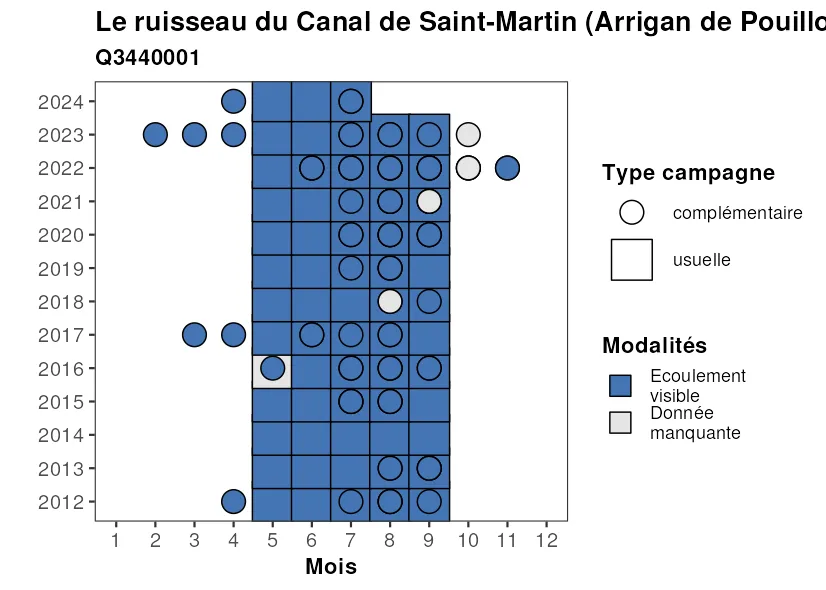 Le ruisseau du Canal de Saint-Martin (Arrigan de Pouillo
Q3440001
2024
2023
2022
2021
2020
2019
2018
2017
2016
2015
2014
2013
2012
1 2 3 4 5 6 7 8 9 10 11 12
Mois
Type campagne
complémentaire
usuelle
Modalités
Ecoulement
visible
Donnée
manquante